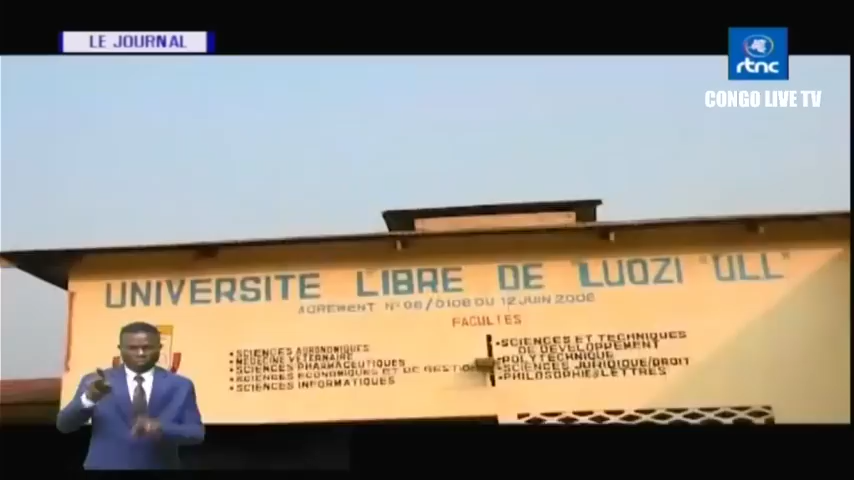 LE JOURNAL
rtnc
CONGO LIVE TV
UNIVERSITE "LIBRE DE "LUOZI "ULL"
AGREMENT N°06/0106 DU 12 JUIN 2006
FACULTES
•SCIENCES AGRONOMIQUES
•MEDECINE VETERNAIRE
•SCIENCES PHARMACEUTIQUES
•SCIENCES ECONOMIQUES ET DE GESTION
•SCIENCES INFORMATIQUES
•SCIENCES ET TECHNIQUES
DE DEVELOPPEMENT
•POLYTECHNIQUE
•SCIENCES JURIDIQUE/DROIT
•PHILOSOPHIE&LETTRES